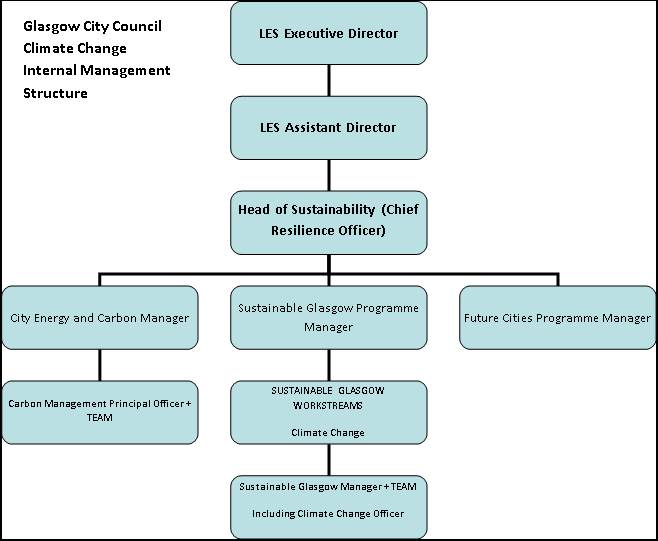 Glasgow City Council
Climate Change
Internal Management
Structure
LES Executive Director
LES Assistant Director
Head of Sustainability (Chief
Resilience Officer)
City Energy and Carbon Manager
Sustainable Glasgow Programme
Manager
Future Cities Programme Manager
Carbon Management Principal Officer +
TEAM
SUSTAINABLE GLASGOW
WORKSTREAMS
Climate Change
Sustainable Glasgow Manager + TEAM
Including Climate Change Officer